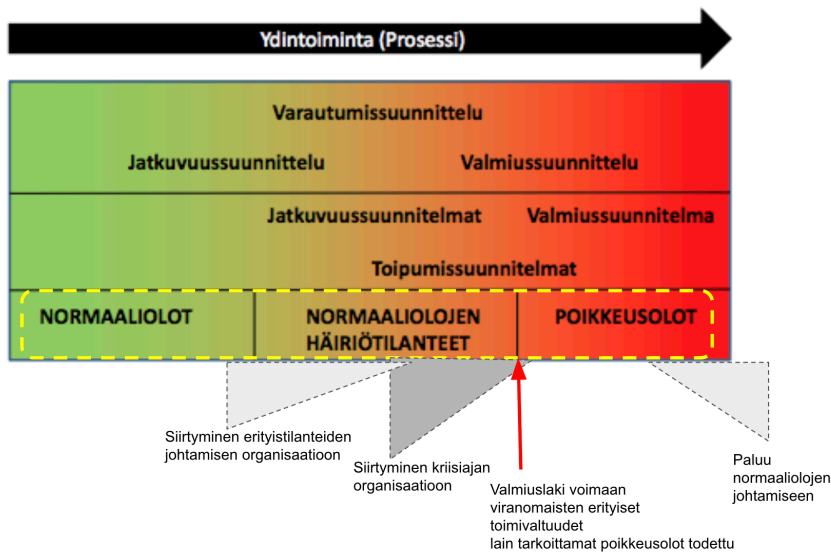 Ydintoiminta (Prosessi)
Varautumissuunnittelu
Jatkuvuussuunnittelu Valmiussuunnittelu
Jatkuvuussuunnitelmat Valmiussuunnitelma
Toipumissuunnitelmat
NORMAALIOLOT
NORMAALIOLOJEN
HÄIRIÖTILANTEET
POIKKEUSOLOT
Siirtyminen erityistilanteiden
johtamisen organisaatioon
Siirtyminen kriisiajan
organisaatioon
Valmiuslaki voimaan
viranomaisten erityiset
toimivaltuudet
lain tarkoittamat poikkeusolot todettu
Paluu
normaaliolojen
johtamiseen